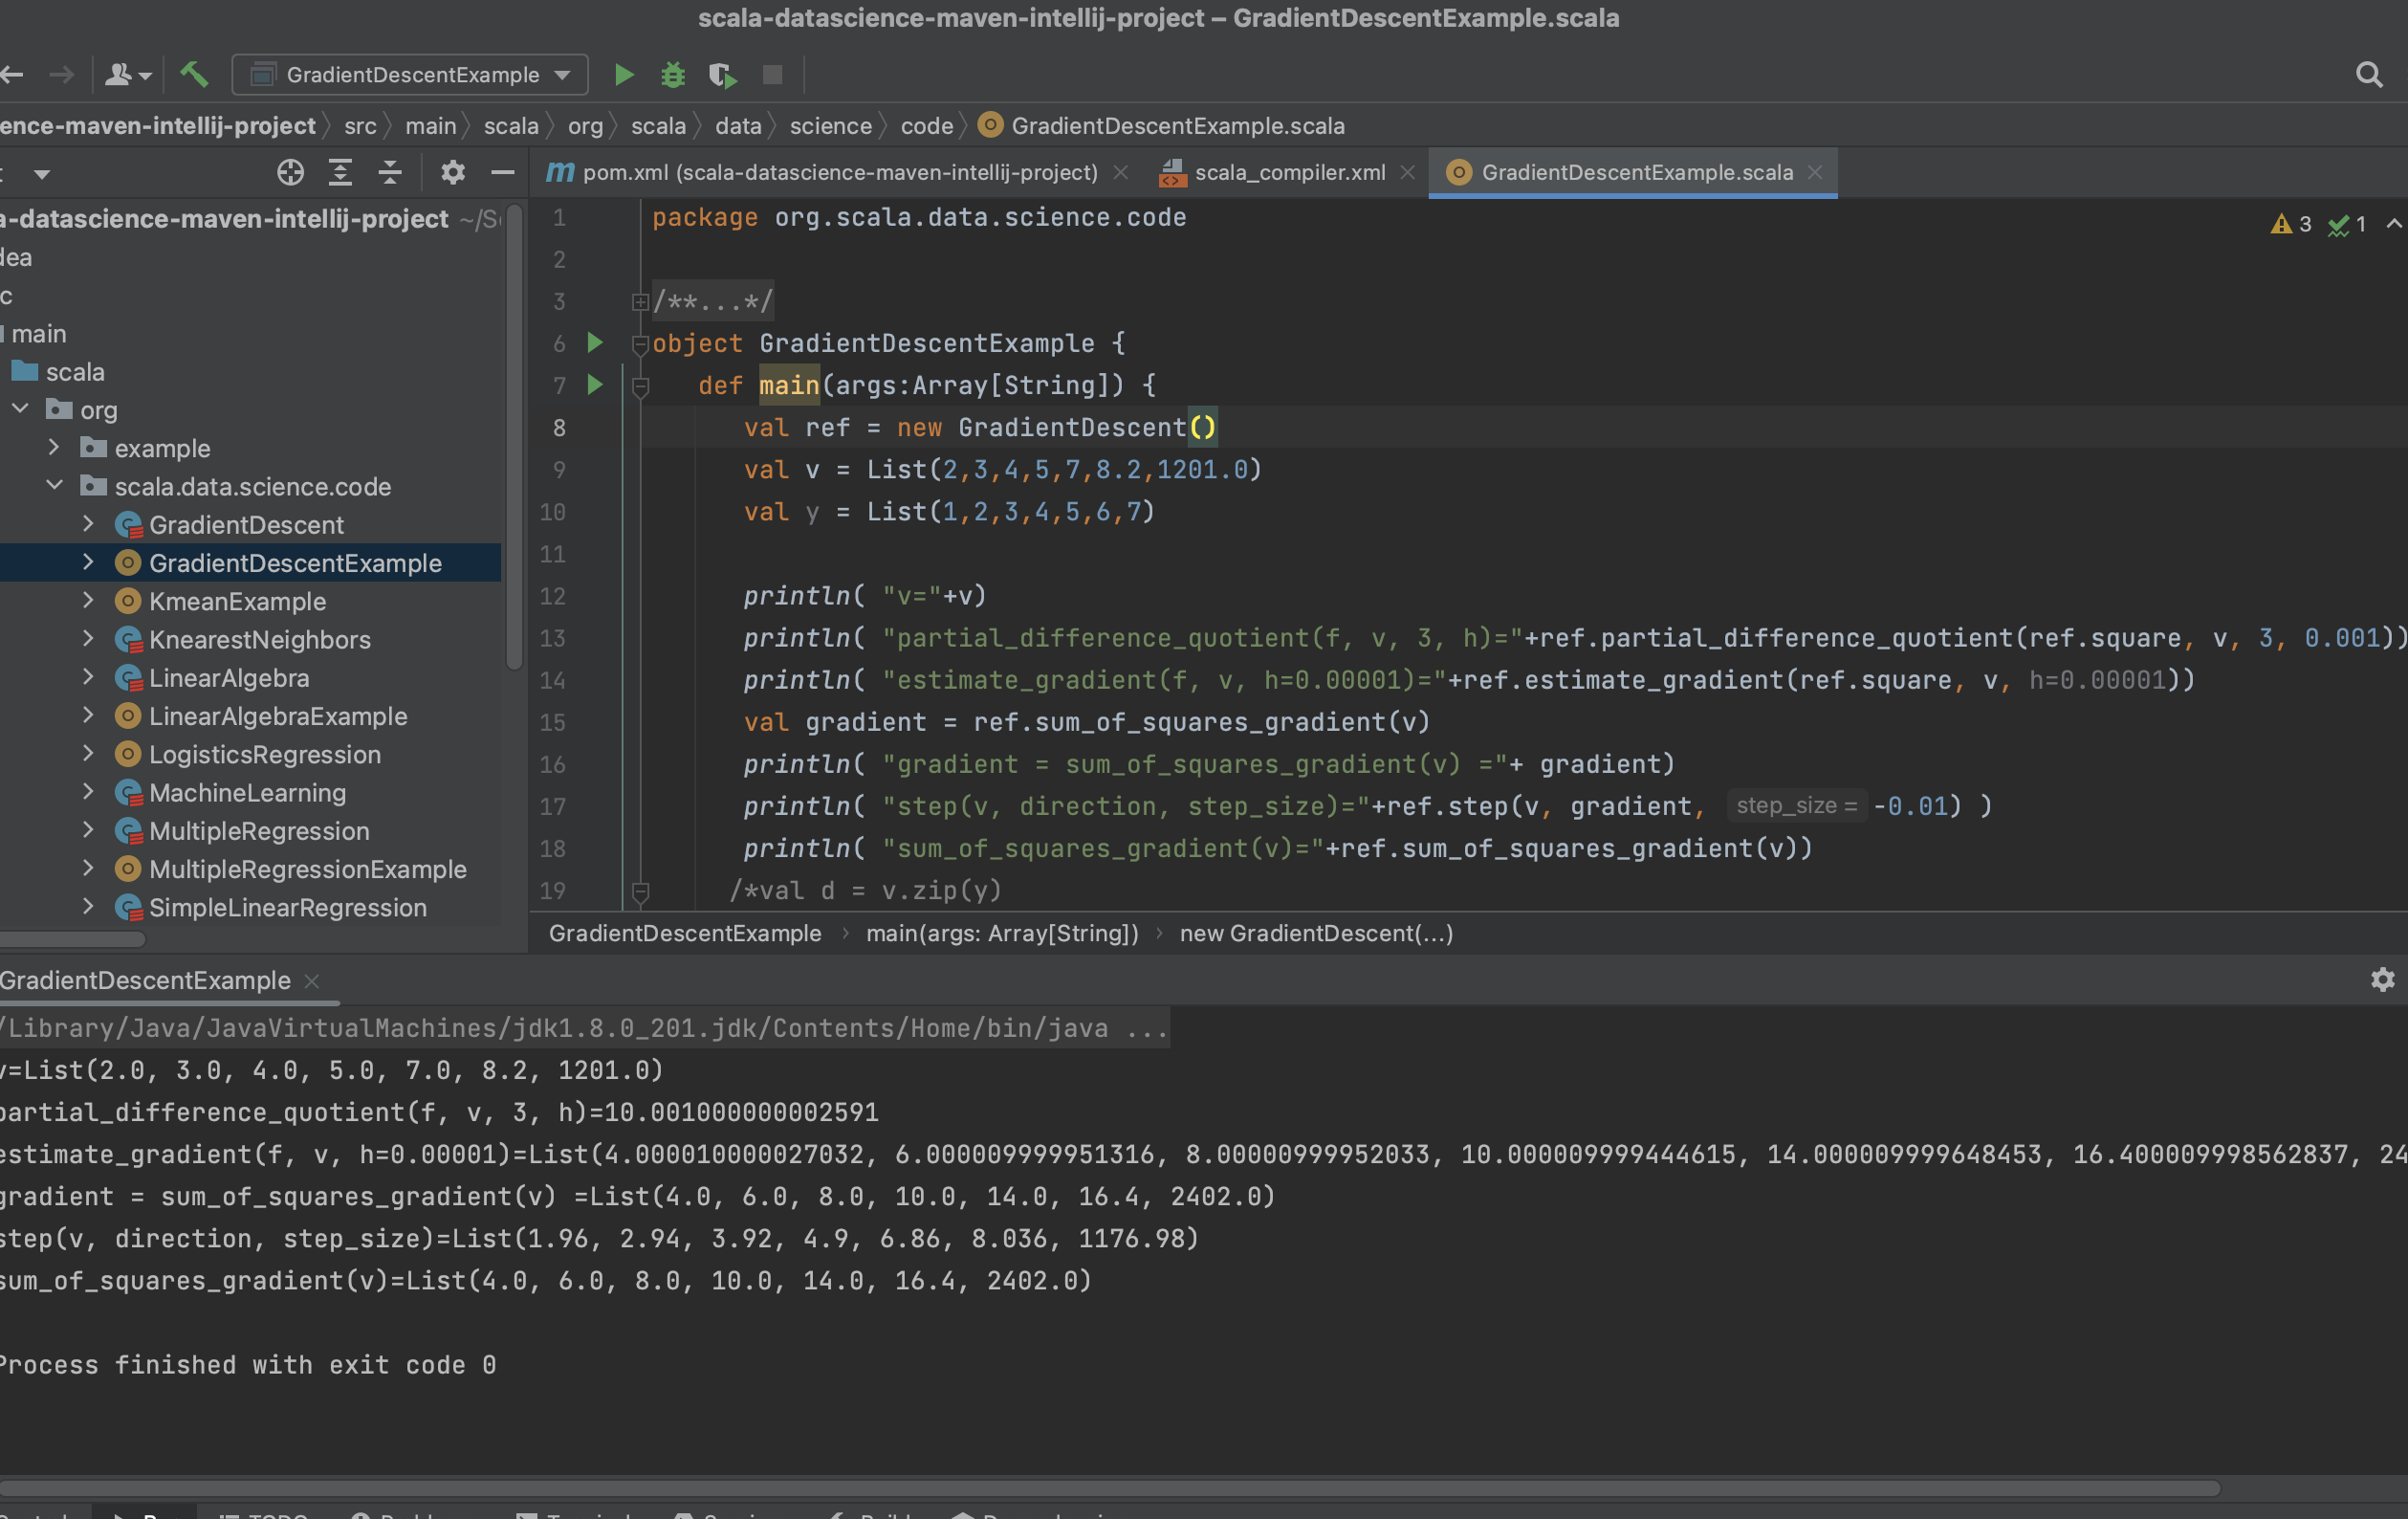 scala-datascience-maven-intellij-project – GradientDescentExample.scala
GradientDescentExample
ence-maven-intellij-project src main scala org scala data science code GradientDescentExample.scala
pom.xml (scala-datascience-maven-intellij-project) scala_compiler.xml GradientDescentExample.scala
a-datascience-maven-intellij-project ~/S
dea
c
main
scala
org
example
scala.data.science.code
GradientDescent
GradientDescentExample
KmeanExample
KnearestNeighbors
LinearAlgebra
LinearAlgebraExample
LogisticsRegression
MachineLearning
MultipleRegression
MultipleRegressionExample
SimpleLinearRegression
3 1
1 package org.scala.data.science.code
2
3 /**...*/
6 object GradientDescentExample {
7 def main(args:Array[String]) {
8 val ref = new GradientDescent()
9 val v = List(2,3,4,5,7,8.2,1201.0)
10 val y = List(1,2,3,4,5,6,7)
11
12 println( "v="+v)
13 println( "partial_difference_quotient(f, v, 3, h)="+ref.partial_difference_quotient(ref.square, v, 3, 0.001))
14 println( "estimate_gradient(f, v, h=0.00001)="+ref.estimate_gradient(ref.square, v, h=0.00001))
15 val gradient = ref.sum_of_squares_gradient(v)
16 println( "gradient = sum_of_squares_gradient(v) ="+ gradient)
17 println( "step(v, direction, step_size)="+ref.step(v, gradient, step_size = -0.01) )
18 println( "sum_of_squares_gradient(v)="+ref.sum_of_squares_gradient(v))
19 /*val d = v.zip(y)
GradientDescentExample › main(args: Array[String]) › new GradientDescent(...)
GradientDescentExample
/Library/Java/JavaVirtualMachines/jdk1.8.0_201.jdk/Contents/Home/bin/java ...
v=List(2.0, 3.0, 4.0, 5.0, 7.0, 8.2, 1201.0)
partial_difference_quotient(f, v, 3, h)=10.001000000002591
estimate_gradient(f, v, h=0.00001)=List(4.000010000027032, 6.000009999951316, 8.00000999952033, 10.000009999444615, 14.000009999648453, 16.400009998562837, 24
gradient = sum_of_squares_gradient(v) =List(4.0, 6.0, 8.0, 10.0, 14.0, 16.4, 2402.0)
step(v, direction, step_size)=List(1.96, 2.94, 3.92, 4.9, 6.86, 8.036, 1176.98)
sum_of_squares_gradient(v)=List(4.0, 6.0, 8.0, 10.0, 14.0, 16.4, 2402.0)
Process finished with exit code 0